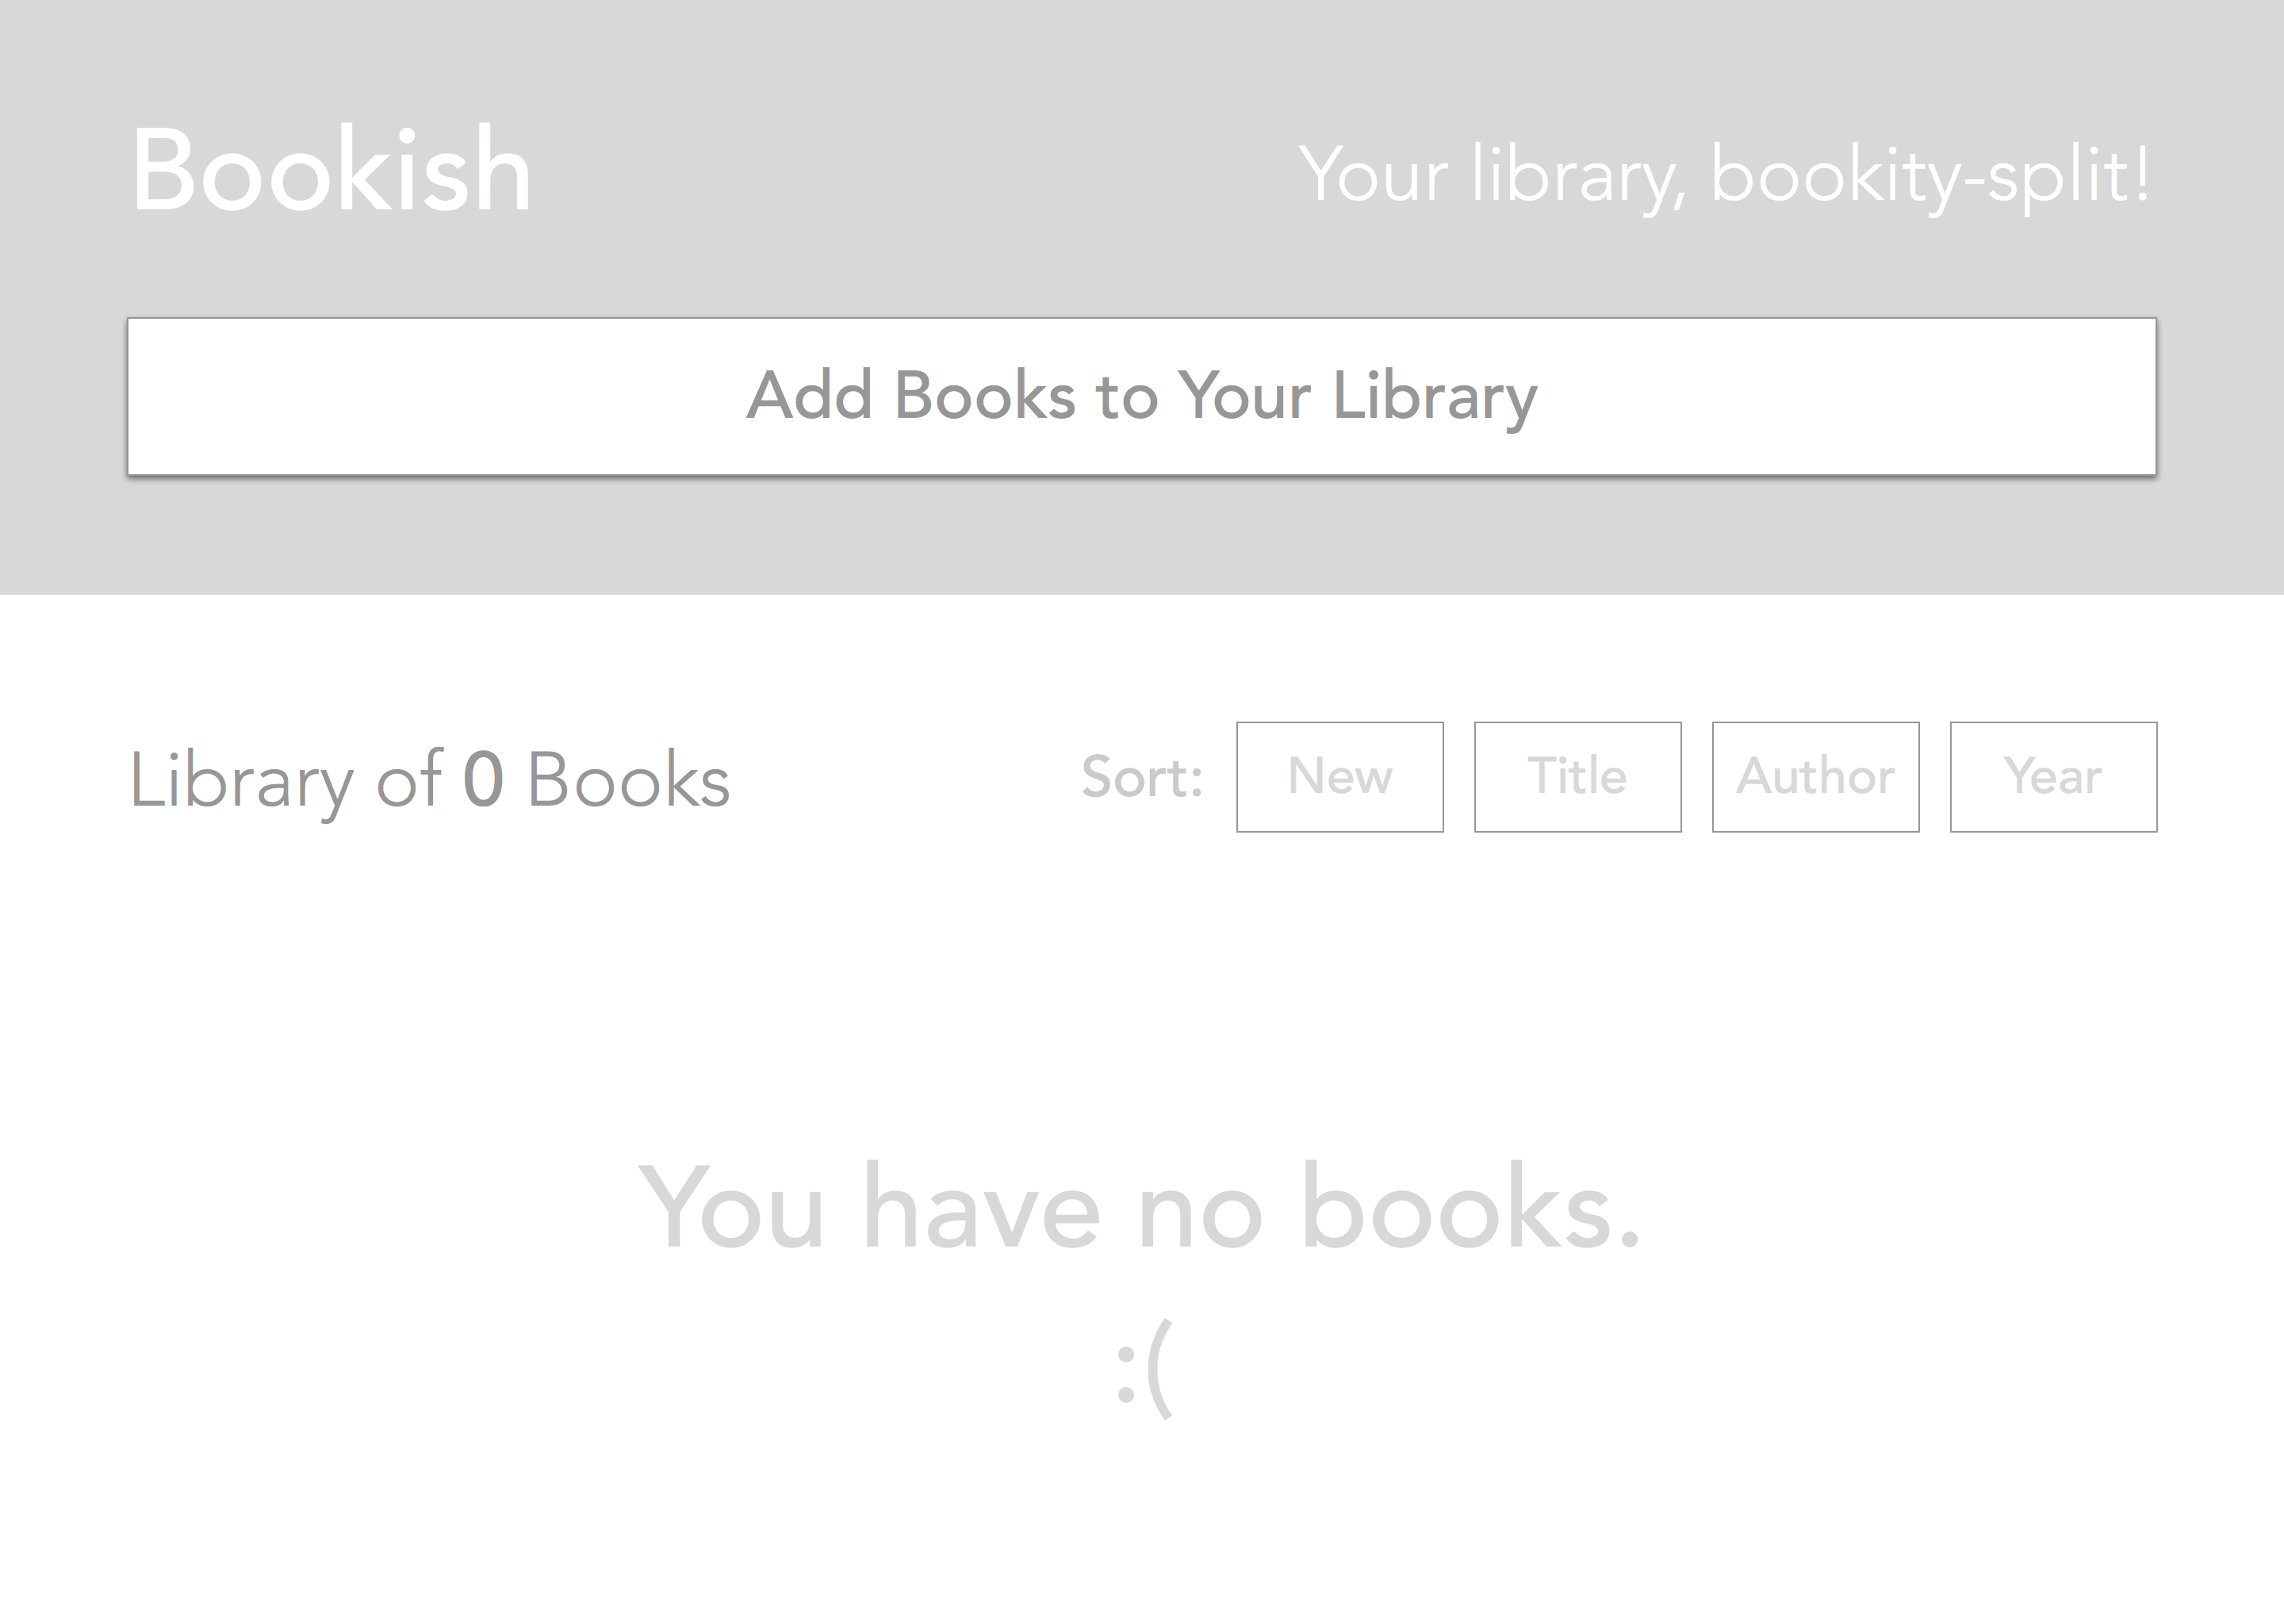 Bookish
Your library, bookity-split!
Add Books to Your Library
Library of 0 Books
Sort: New Title Author Year
You have no books.
:(